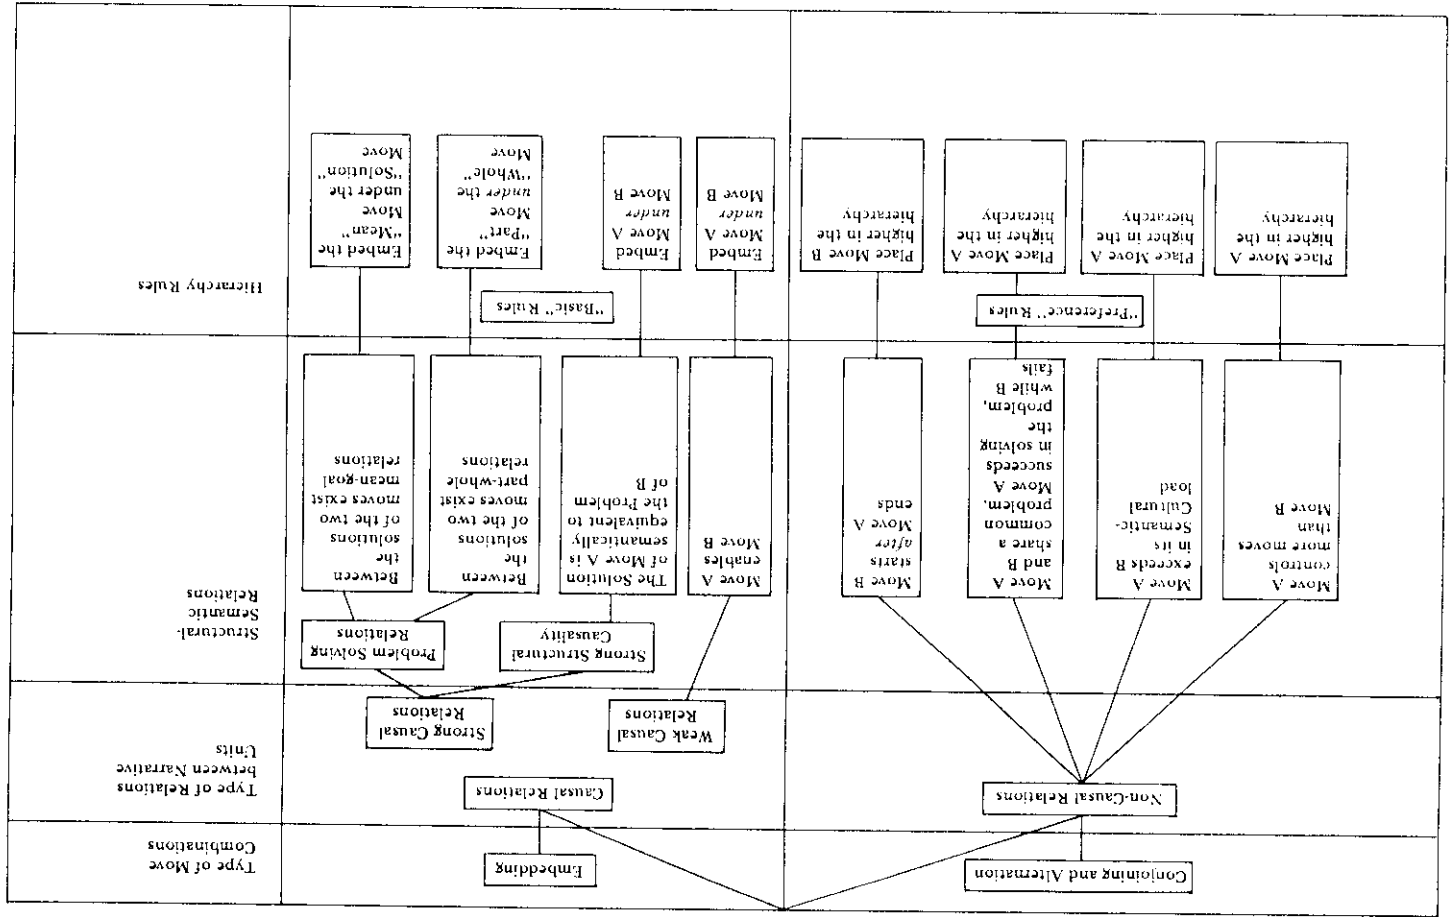 Conjoining and Alternation
Embedding
Type of Move
Combinations
Non-Causal Relations
Causal Relations
Type of Relations
between Narrative
Units
Weak Causal
Relations
Strong Causal
Relations
Strong Structural
Causality
Problem Solving
Relations
Structural-
Semantic
Relations
Move A
controls
more moves
than
Move B
Move A
exceeds B
in its
Semantic-
Cultural
load
Move A
and B
share a
common
problem.
Move A
succeeds
in solving
the
problem,
while B
fails
Move B
starts
after
Move A
ends
Move A
enables
Move B
The Solution
of Move A is
semantically
equivalent to
the Problem
of B
Between
the
solutions
of the two
moves exist
part-whole
relations
Between
the
solutions
of the two
moves exist
mean-goal
relations
"Preference" Rules
"Basic" Rules
Hierarchy Rules
Place Move A
higher in the
hierarchy
Place Move A
higher in the
hierarchy
Place Move A
higher in the
hierarchy
Place Move B
higher in the
hierarchy
Embed
Move A
under
Move B
Embed
Move A
under
Move B
Embed the
"Part"
Move
under the
"Whole"
Move
Embed the
"Mean"
Move
under the
"Solution"
Move